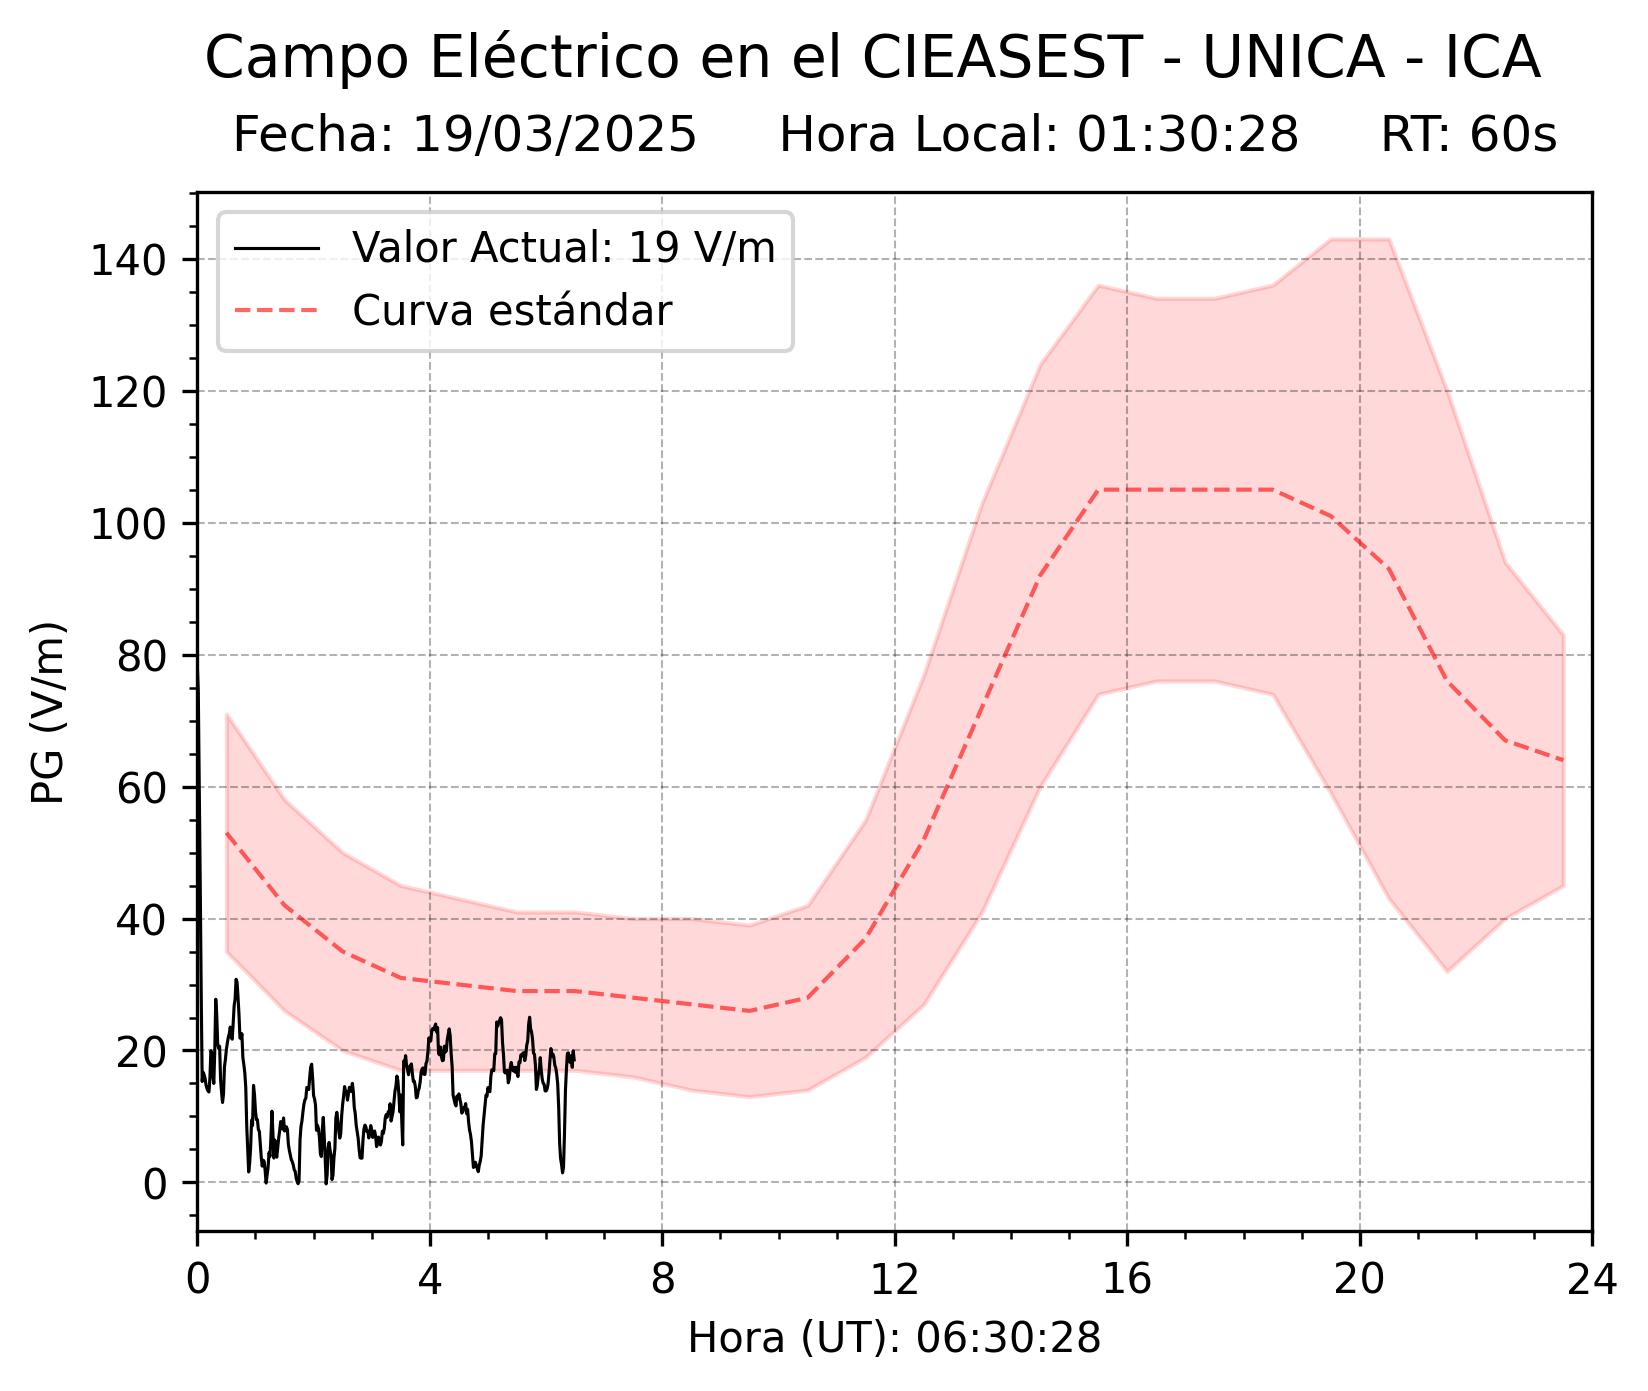 Campo Eléctrico en el CIEASEST - UNICA - ICA
Fecha: 19/03/2025 Hora Local: 01:30:28 RT: 60s
Valor Actual: 19 V/m
Curva estándar
PG (V/m)
140
120
100
80
60
40
20
0
0 4 8 12 16 20 24
Hora (UT): 06:30:28